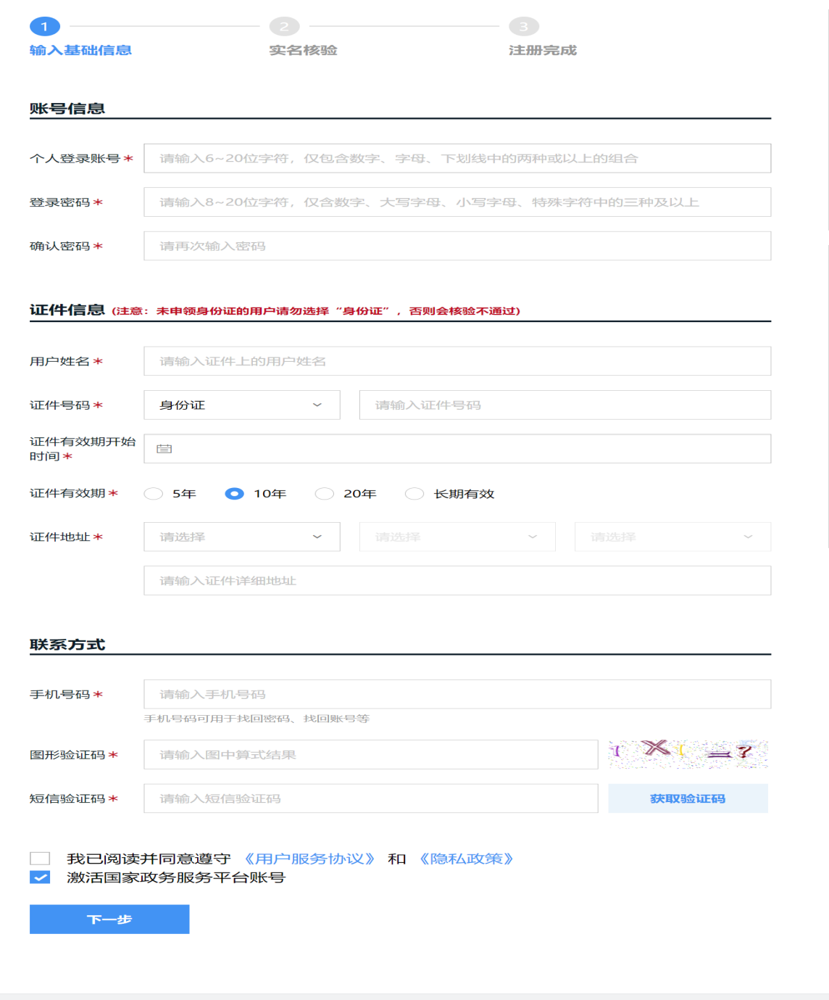 1 2 3
输入基础信息 实名核验 注册完成
账号信息
个人登录账号* 请输入6~20位字符，仅包含数字、字母、下划线中的两种或以上的组合
登录密码* 请输入8~20位字符，仅含数字、大写字母、小写字母、特殊字符中的三种及以上
确认密码* 请再次输入密码
证件信息 (注意：未申领身份证的用户请勿选择“身份证”，否则会核验不通过)
用户姓名* 请输入证件上的用户姓名
证件号码* 身份证 请输入证件号码
证件有效期开始
时间*
证件有效期* 5年 10年 20年 长期有效
证件地址* 请选择 请选择 请选择
请输入证件详细地址
联系方式
手机号码* 请输入手机号码
手机号码可用于找回密码、找回账号等
图形验证码* 请输入图中算式结果
短信验证码* 请输入短信验证码 获取验证码
我已阅读并同意遵守 《用户服务协议》 和 《隐私政策》
激活国家政务服务平台账号
下一步